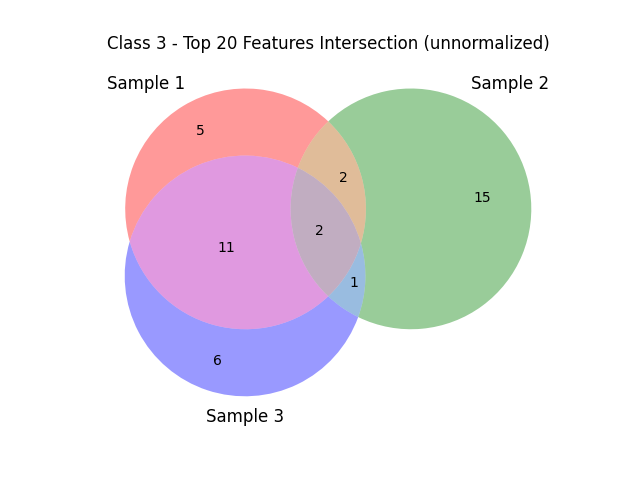 Class 3 - Top 20 Features Intersection (unnormalized)
Sample 1
Sample 2
5
2
15
2
11
1
6
Sample 3